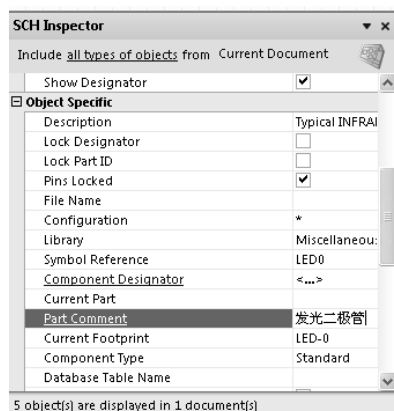 SCH Inspector
Include all types of objects from Current Document
Show Designator
Object Specific
Description Typical INFRA
Lock Designator
Lock Part ID
Pins Locked
File Name
Configuration *
Library Miscellaneou
Symbol Reference LED0
Component Designator <...>
Current Part
Part Comment 发光二极管
Current Footprint LED-0
Component Type Standard
Database Table Name
5 object(s) are displayed in 1 document(s)